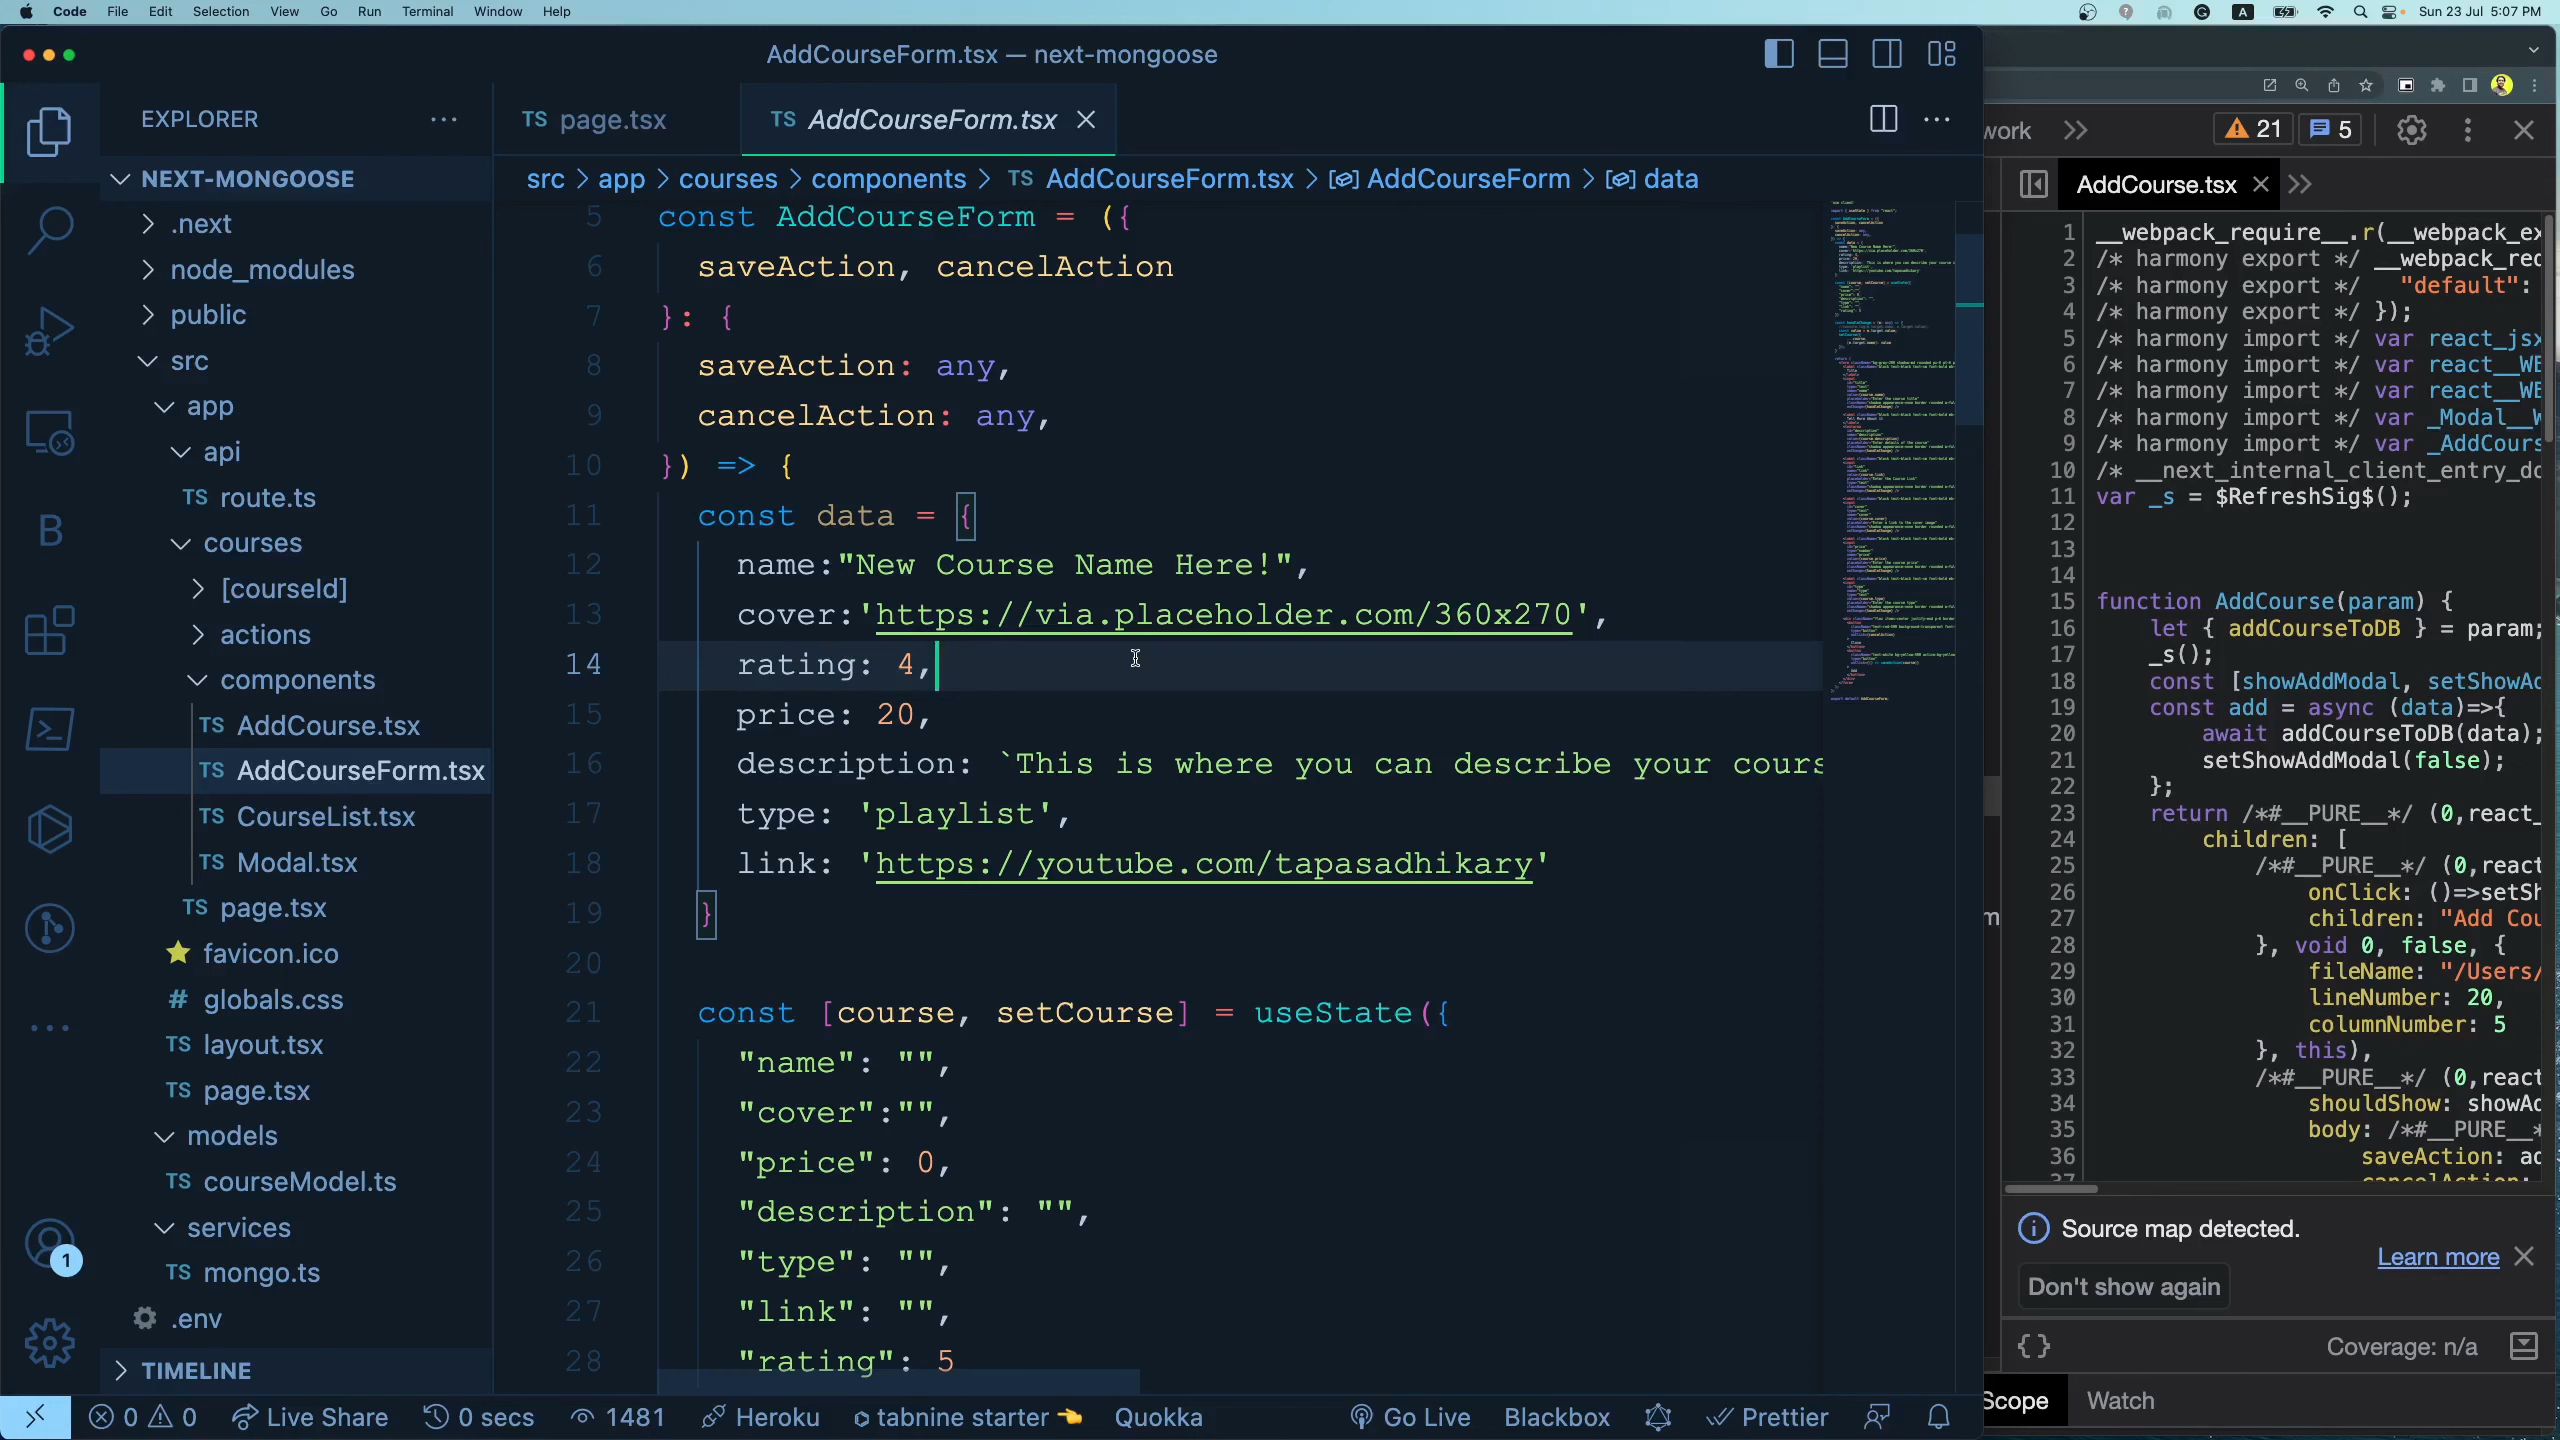 Code File Edit Selection View Go Run Terminal Window Help
Sun 23 Jul 5:07 PM
AddCourseForm.tsx — next-mongoose
EXPLORER
NEXT-MONGOOSE
.next
node_modules
public
src
app
api
TS route.ts
courses
[courseId]
actions
components
TS AddCourse.tsx
TS AddCourseForm.tsx
TS CourseList.tsx
TS Modal.tsx
TS page.tsx
favicon.ico
# globals.css
TS layout.tsx
TS page.tsx
models
TS courseModel.ts
services
TS mongo.ts
.env
TIMELINE
1
TS page.tsx
TS AddCourseForm.tsx
src > app > courses > components > TS AddCourseForm.tsx > AddCourseForm > data
5 const AddCourseForm = ({
6 saveAction, cancelAction
7 }: {
8 saveAction: any,
9 cancelAction: any,
10 }) => {
11 const data = {
12 name:"New Course Name Here!",
13 cover:'https://via.placeholder.com/360x270',
14 rating: 4,
15 price: 20,
16 description: `This is where you can describe your cours
17 type: 'playlist',
18 link: 'https://youtube.com/tapasadhikary'
19 }
20
21 const [course, setCourse] = useState({
22 "name": "",
23 "cover":"",
24 "price": 0,
25 "description": "",
26 "type": "",
27 "link": "",
28 "rating": 5
0 0 Live Share 0 secs 1481 Heroku tabnine starter Quokka Go Live Blackbox Prettier
work 21 5
AddCourse.tsx
1 __webpack_require__.r(__webpack_ex
2 /* harmony export */ __webpack_req
3 /* harmony export */ "default":
4 /* harmony export */ });
5 /* harmony import */ var react_jsx
6 /* harmony import */ var react__WE
7 /* harmony import */ var react__WE
8 /* harmony import */ var _Modal__W
9 /* harmony import */ var _AddCours
10 /* __next_internal_client_entry_do
11 var _s = $RefreshSig$();
12
13
14
15 function AddCourse(param) {
16 let { addCourseToDB } = param;
17 _s();
18 const [showAddModal, setShowAd
19 const add = async (data)=>{
20 await addCourseToDB(data);
21 setShowAddModal(false);
22 };
23 return /*#__PURE__*/ (0,react_
24 children: [
25 /*#__PURE__*/ (0,react
26 onClick: ()=>setSh
27 children: "Add Cou
28 }, void 0, false, {
29 fileName: "/Users/
30 lineNumber: 20,
31 columnNumber: 5
32 }, this),
33 /*#__PURE__*/ (0,react
34 shouldShow: showAd
35 body: /*#__PURE__*
36 saveAction: ad
37 cancelAction:
Source map detected.
Learn more
Don't show again
{} Coverage: n/a
Scope Watch